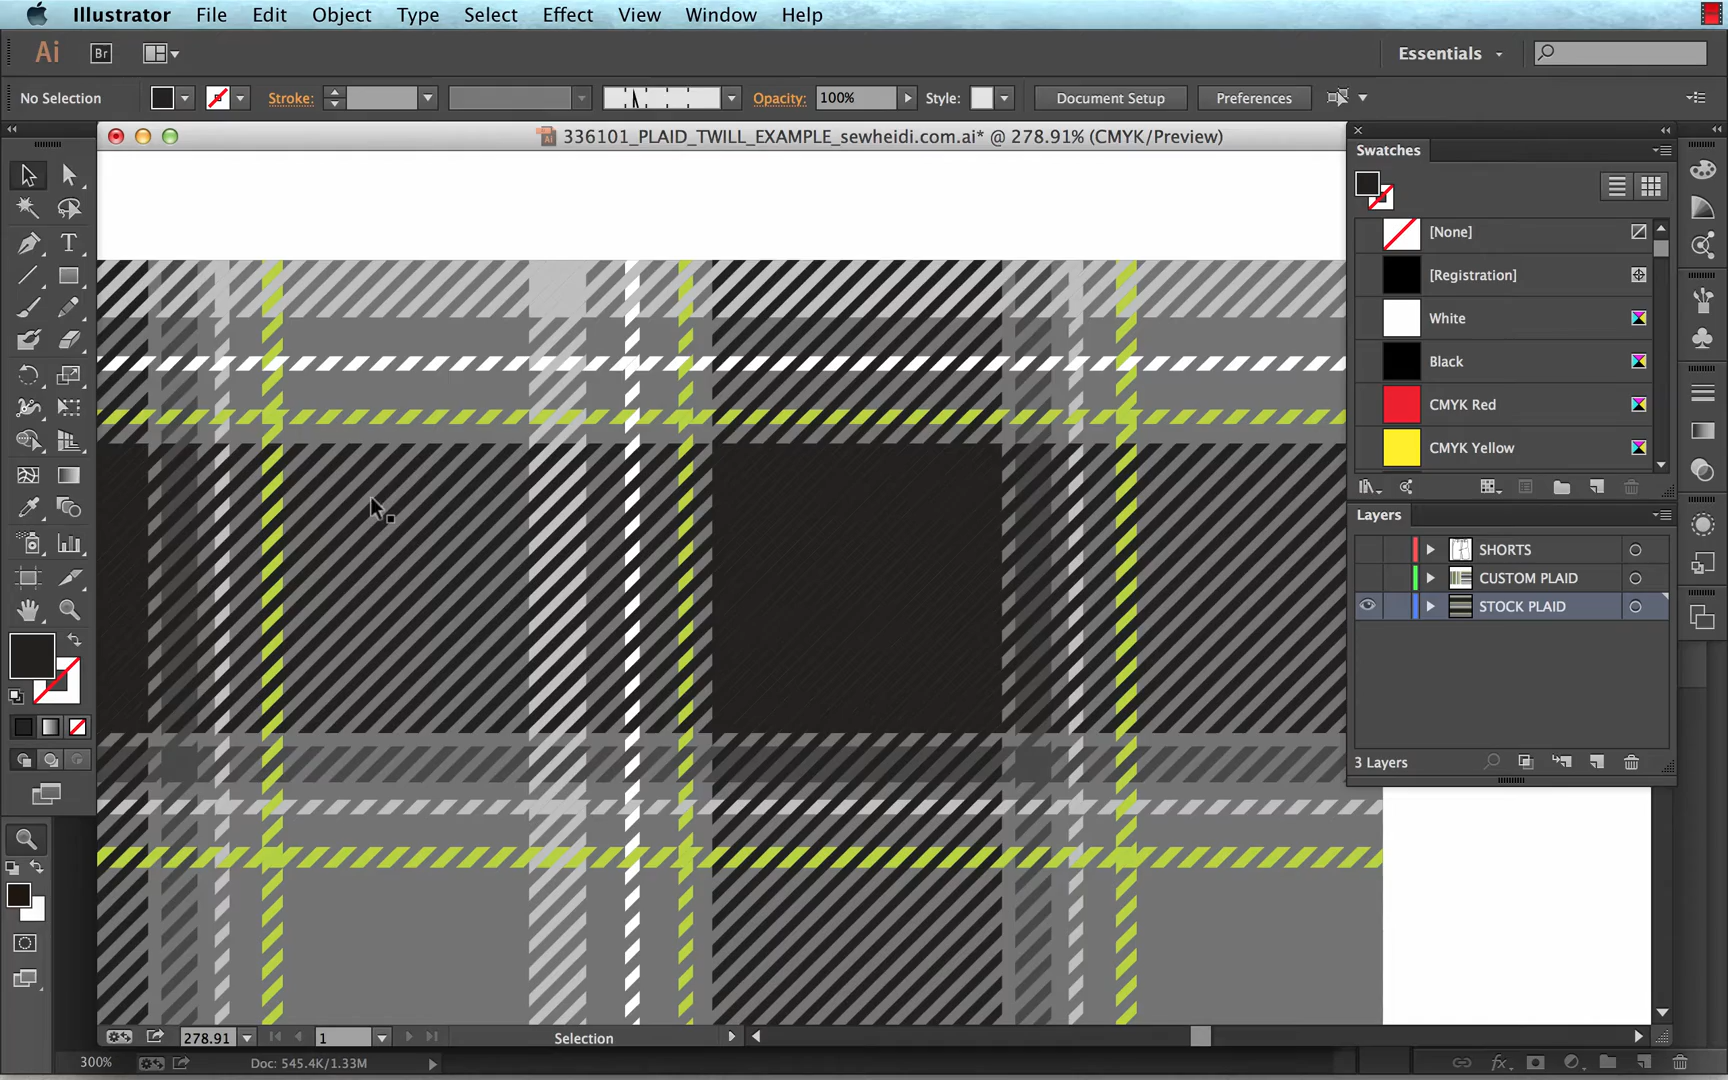 Illustrator File Edit Object Type Select Effect View Window Help
Ai Br Essentials
No Selection Stroke: Opacity: 100% Style: Document Setup Preferences
336101_PLAID_TWILL_EXAMPLE_sewheidi.com.ai* @ 278.91% (CMYK/Preview)
Swatches
[None]
[Registration]
White
Black
CMYK Red
CMYK Yellow
Layers
SHORTS
CUSTOM PLAID
STOCK PLAID
3 Layers
278.91 1 Selection
300% Doc: 545.4K/1.33M fx